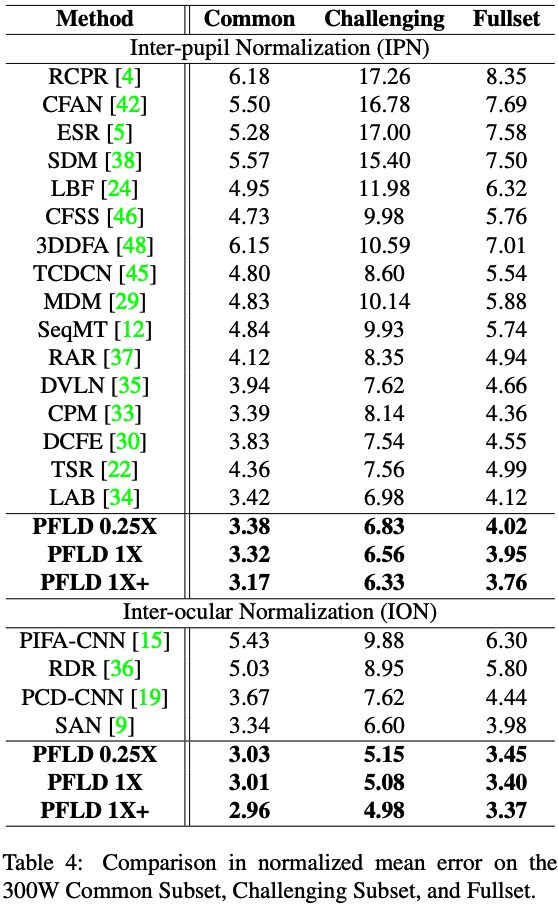 Method Common Challenging Fullset
Inter-pupil Normalization (IPN)
RCPR [4] 6.18 17.26 8.35
CFAN [42] 5.50 16.78 7.69
ESR [5] 5.28 17.00 7.58
SDM [38] 5.57 15.40 7.50
LBF [24] 4.95 11.98 6.32
CFSS [46] 4.73 9.98 5.76
3DDFA [48] 6.15 10.59 7.01
TCDCN [45] 4.80 8.60 5.54
MDM [29] 4.83 10.14 5.88
SeqMT [12] 4.84 9.93 5.74
RAR [37] 4.12 8.35 4.94
DVLN [35] 3.94 7.62 4.66
CPM [33] 3.39 8.14 4.36
DCFE [30] 3.83 7.54 4.55
TSR [22] 4.36 7.56 4.99
LAB [34] 3.42 6.98 4.12
PFLD 0.25X 3.38 6.83 4.02
PFLD 1X 3.32 6.56 3.95
PFLD 1X+ 3.17 6.33 3.76
Inter-ocular Normalization (ION)
PIFA-CNN [15] 5.43 9.88 6.30
RDR [36] 5.03 8.95 5.80
PCD-CNN [19] 3.67 7.62 4.44
SAN [9] 3.34 6.60 3.98
PFLD 0.25X 3.03 5.15 3.45
PFLD 1X 3.01 5.08 3.40
PFLD 1X+ 2.96 4.98 3.37
Table 4: Comparison in normalized mean error on the
300W Common Subset, Challenging Subset, and Fullset.